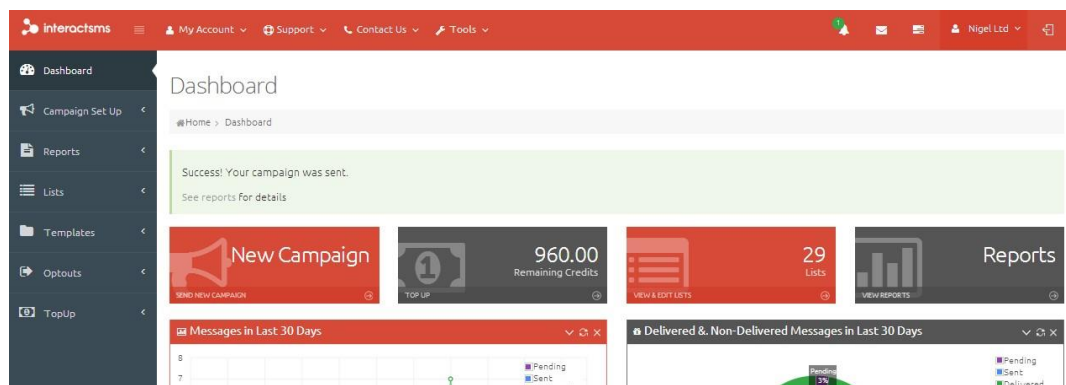 interactsms
My Account
Support
Contact Us
Tools
1
Nigel Ltd
Dashboard
Campaign Set Up
Reports
Lists
Templates
Optouts
TopUp
Dashboard
Home > Dashboard
Success! Your campaign was sent.
See reports for details
New Campaign
SEND NEW CAMPAIGN
1
960.00
Remaining Credits
TOP UP
29
Lists
VIEW & EDIT LISTS
Reports
VIEW REPORTS
Messages in Last 30 Days
8
7
Pending
Sent
Delivered &. Non-Delivered Messages in Last 30 Days
Pending
3%
Pending
Sent
Delivered